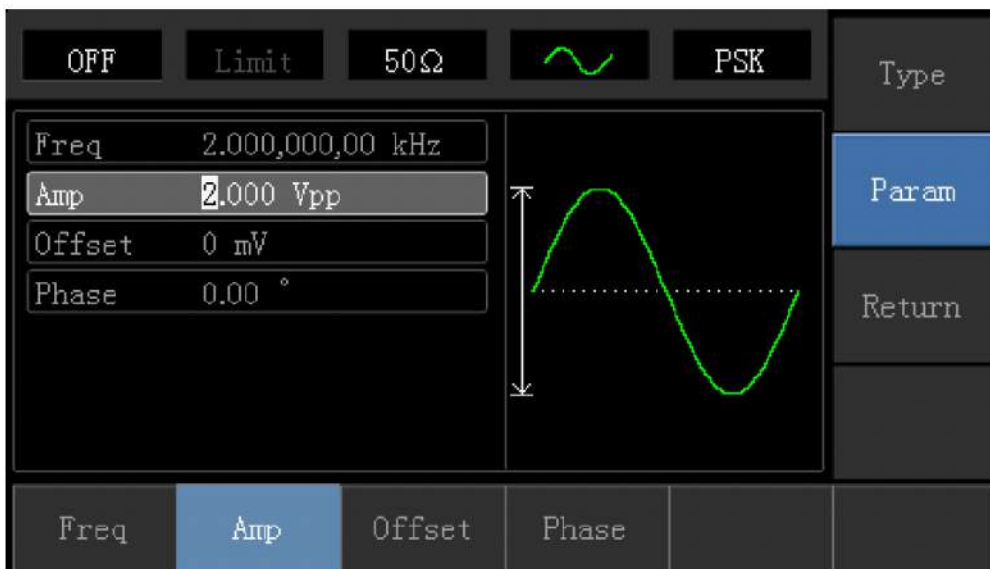 OFF Limit 50Ω PSK
Type
Freq 2.000,000,00 kHz
Amp 2.000 Vpp
Param
Offset 0 mV
Phase 0.00 °
Return
Freq Amp Offset Phase